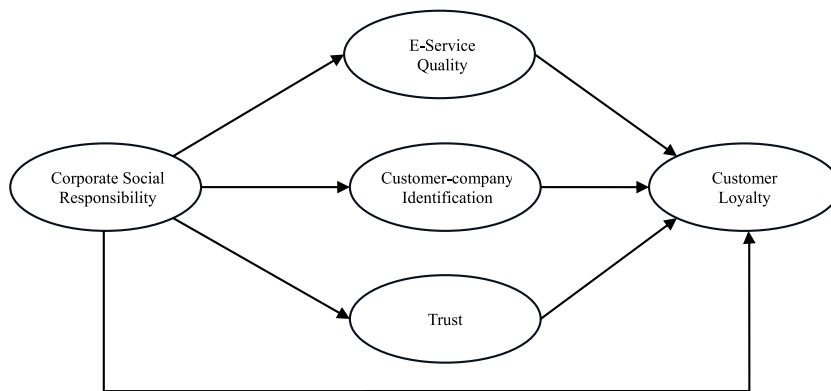 E-Service
Quality
Corporate Social
Responsibility
Customer-company
Identification
Customer
Loyalty
Trust